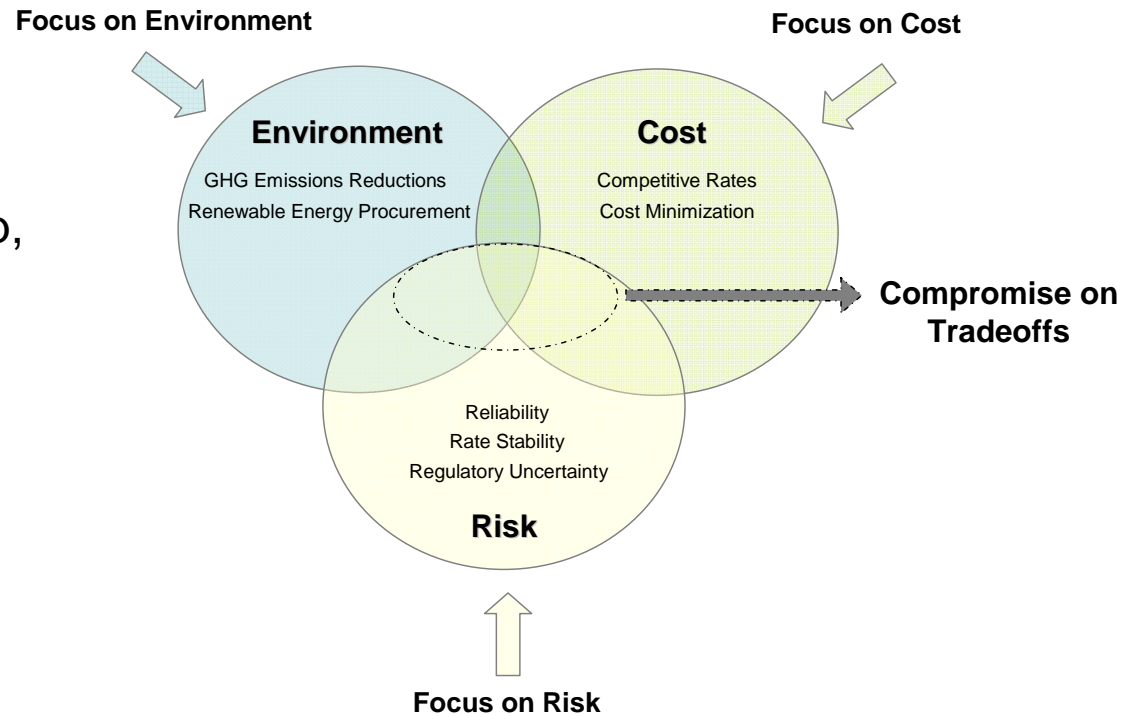 Focus on Environment
Focus on Cost
Environment
GHG Emissions Reductions
Renewable Energy Procurement
Cost
Competitive Rates
Cost Minimization
Compromise on
Tradeoffs
Reliability
Rate Stability
Regulatory Uncertainty
Risk
Focus on Risk